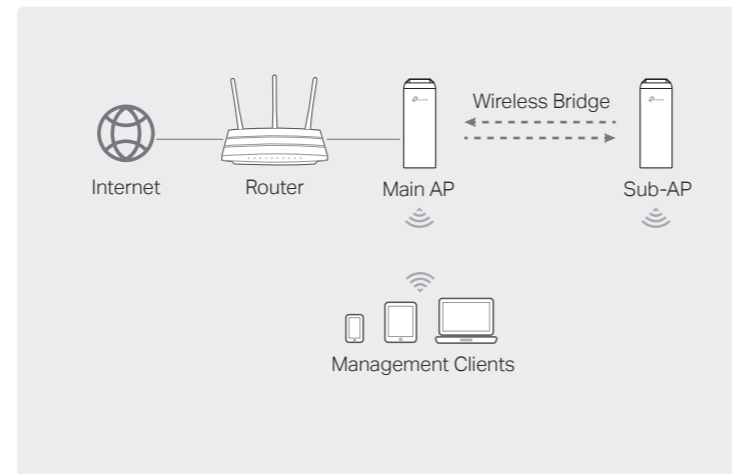 Wireless Bridge
Internet
Router
Main AP
Sub-AP
Management Clients